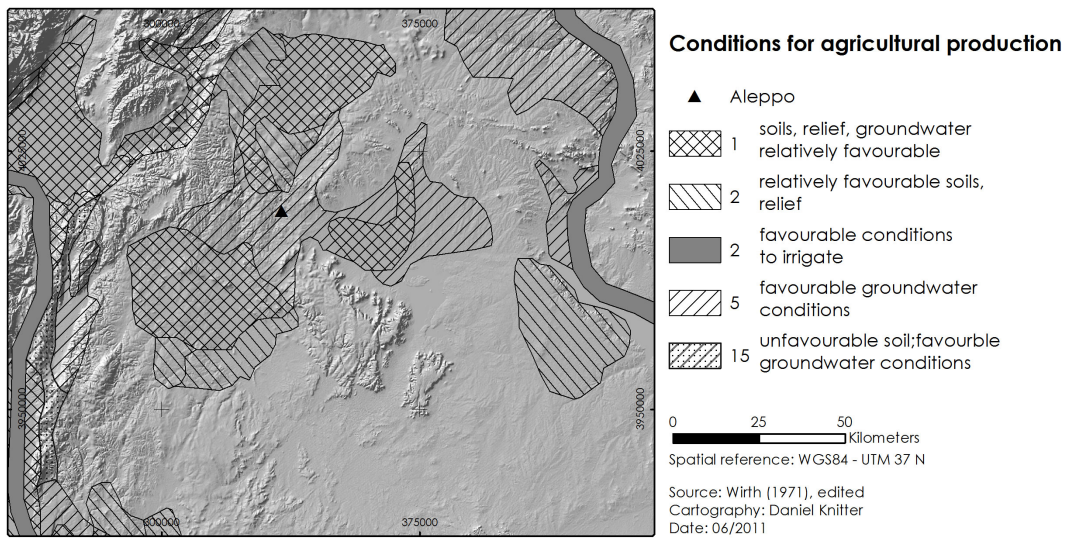 300000
375000
Conditions for agricultural production
Aleppo
1 soils, relief, groundwater
relatively favourable
4025000
4025000
2 relatively favourable soils,
relief
2 favourable conditions
to irrigate
5 favourable groundwater
conditions
15 unfavourable soil;favourble
groundwater conditions
3950000
3950000
0 25 50
Kilometers
Spatial reference: WGS84 - UTM 37 N
Source: Wirth (1971), edited
Cartography: Daniel Knitter
Date: 06/2011
300000
375000